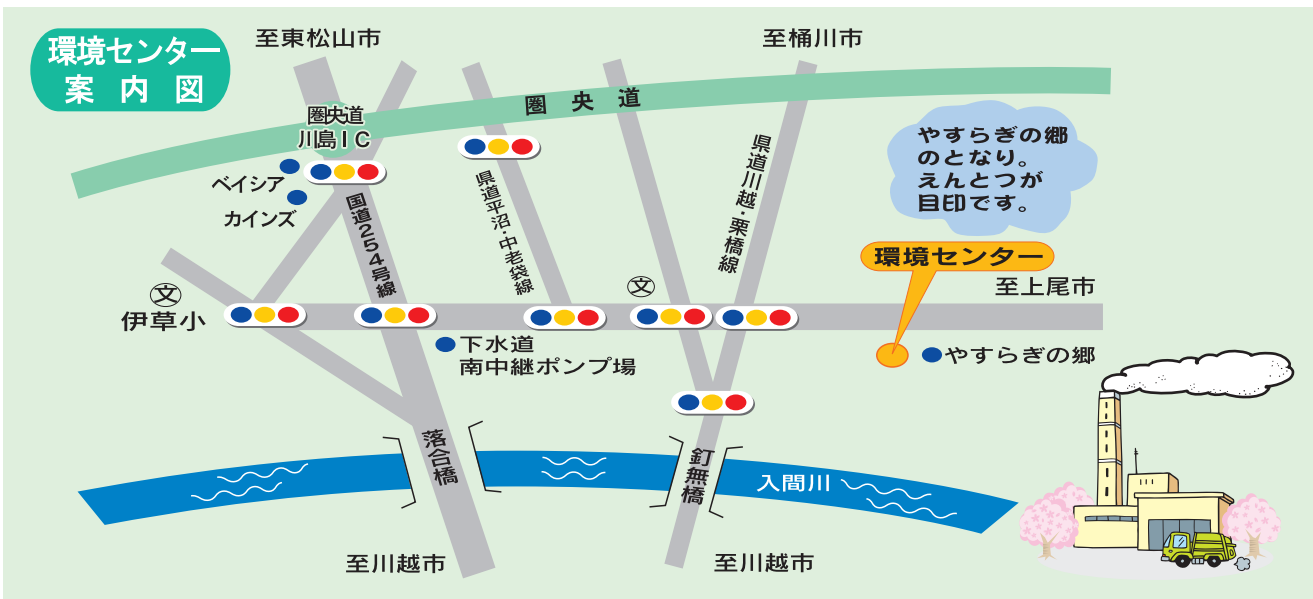 環境センター
案内図
至東松山市
至桶川市
圏央道
圏央道
川島IC
ベイシア
カインズ
国道254号線
県道平沼・中老袋線
県道川越・栗橋線
やすらぎの郷
のとなり。
えんとつが
目印です。
環境センター
至上尾市
文
伊草小
文
下水道
南中継ポンプ場
やすらぎの郷
落合橋
釘無橋
入間川
至川越市
至川越市